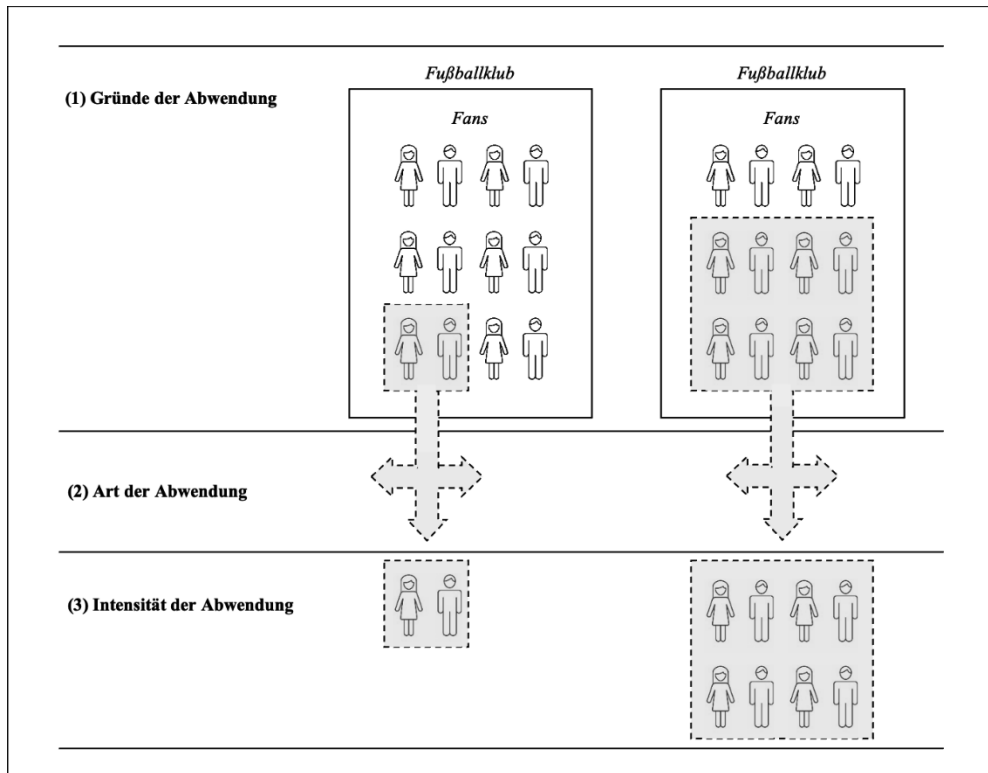 Fußballklub
Fußballklub
(1) Gründe der Abwendung
Fans
Fans
(2) Art der Abwendung
(3) Intensität der Abwendung